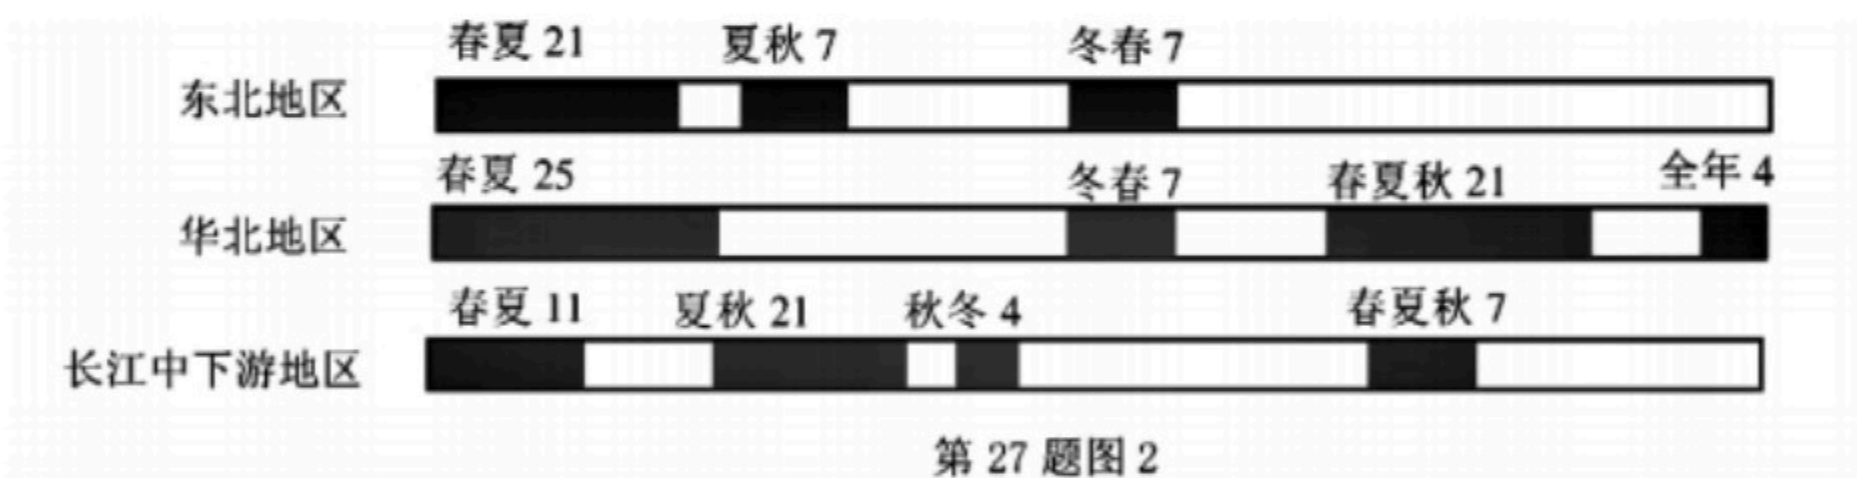 春夏 21 夏秋 7 冬春 7
东北地区
春夏 25 冬春 7 春夏秋 21 全年 4
华北地区
春夏 11 夏秋 21 秋冬 4 春夏秋 7
长江中下游地区
第 27 题图 2